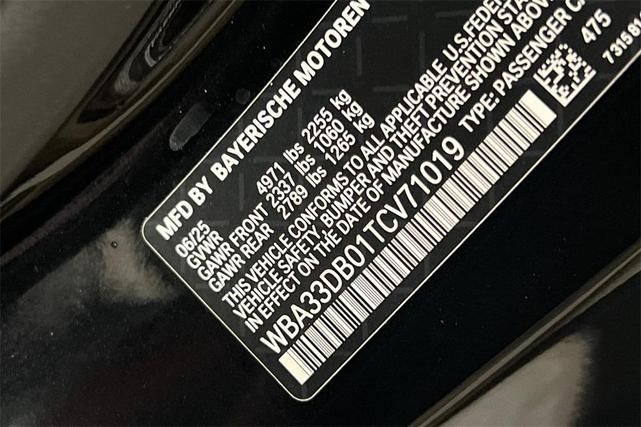 MFD BY BAYERISCHE MOTOREN
06/25
GVWR 4971 lbs 2255 kg
GAWR FRONT 2337 lbs 1060 kg
GAWR REAR 2789 lbs 1265 kg
THIS VEHICLE CONFORMS TO ALL APPLICABLE U.S. FEDERAL
VEHICLE SAFETY, BUMPER AND THEFT PREVENTION STA
IN EFFECT ON THE DATE OF MANUFACTURE SHOWN ABOVE
WBA33DB01TCV71019 TYPE: PASSENGER C
475
7315 61